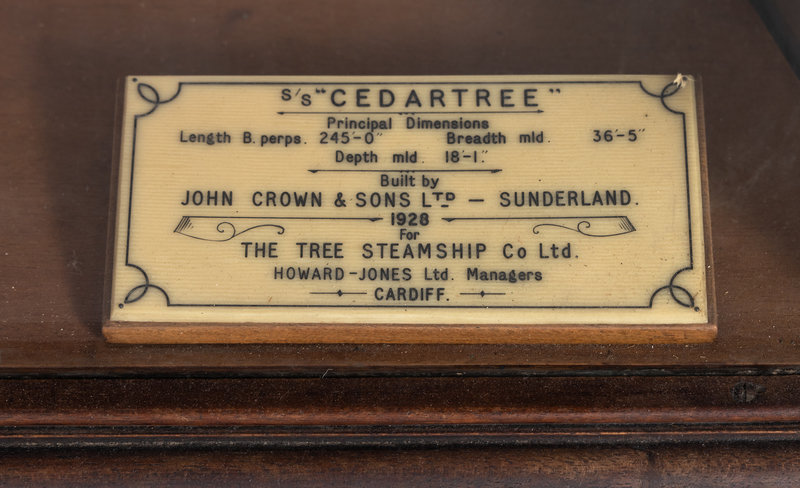 S/S "CEDARTREE"
Principal Dimensions
Length B. perps. 245'-0" Breadth mld. 36'-5"
Depth mld. 18'-1."
Built by
JOHN CROWN & SONS LTD — SUNDERLAND.
1928
For
THE TREE STEAMSHIP Co Ltd.
HOWARD-JONES Ltd. Managers
CARDIFF.